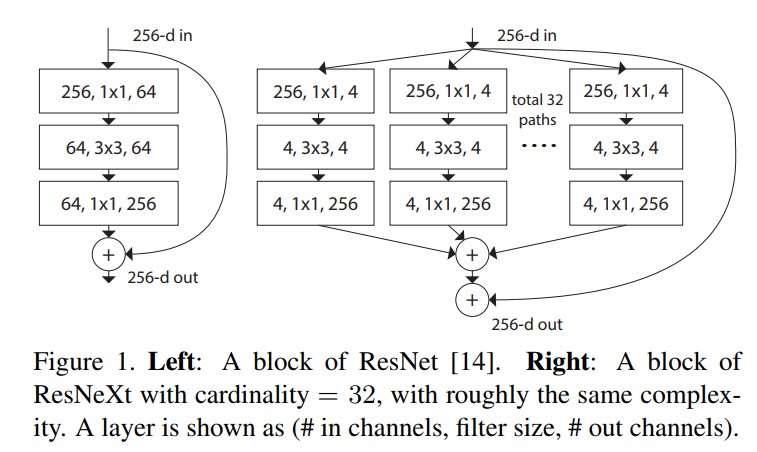 256-d in
256, 1x1, 64
64, 3x3, 64
64, 1x1, 256
+
256-d out
256-d in
256, 1x1, 4
256, 1x1, 4
total 32
paths
....
256, 1x1, 4
4, 3x3, 4
4, 3x3, 4
4, 3x3, 4
4, 1x1, 256
4, 1x1, 256
4, 1x1, 256
+
+
256-d out
Figure 1. Left: A block of ResNet [14]. Right: A block of
ResNeXt with cardinality = 32, with roughly the same complex-
ity. A layer is shown as (# in channels, filter size, # out channels).